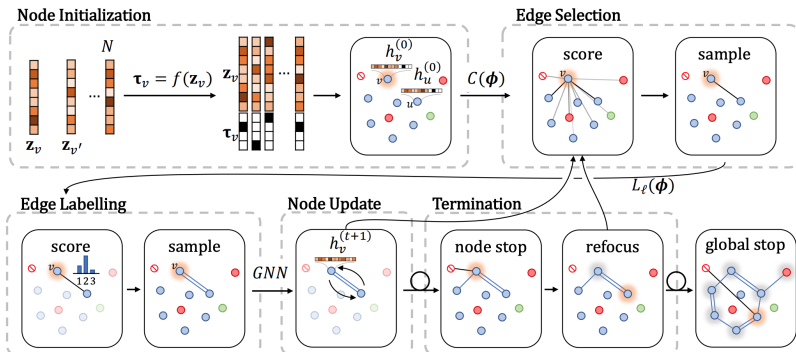 Node Initialization
Edge Selection
N
τ_v = f(z_v)
z_v
z_v'
...
z_v
τ_v
...
h_v^(0)
v
h_u^(0)
u
C(ϕ)
score
v
sample
v
L_ℓ(ϕ)
Edge Labelling
Node Update
Termination
score
v
1 2 3
sample
v
GNN
h_v^(t+1)
node stop
refocus
global stop